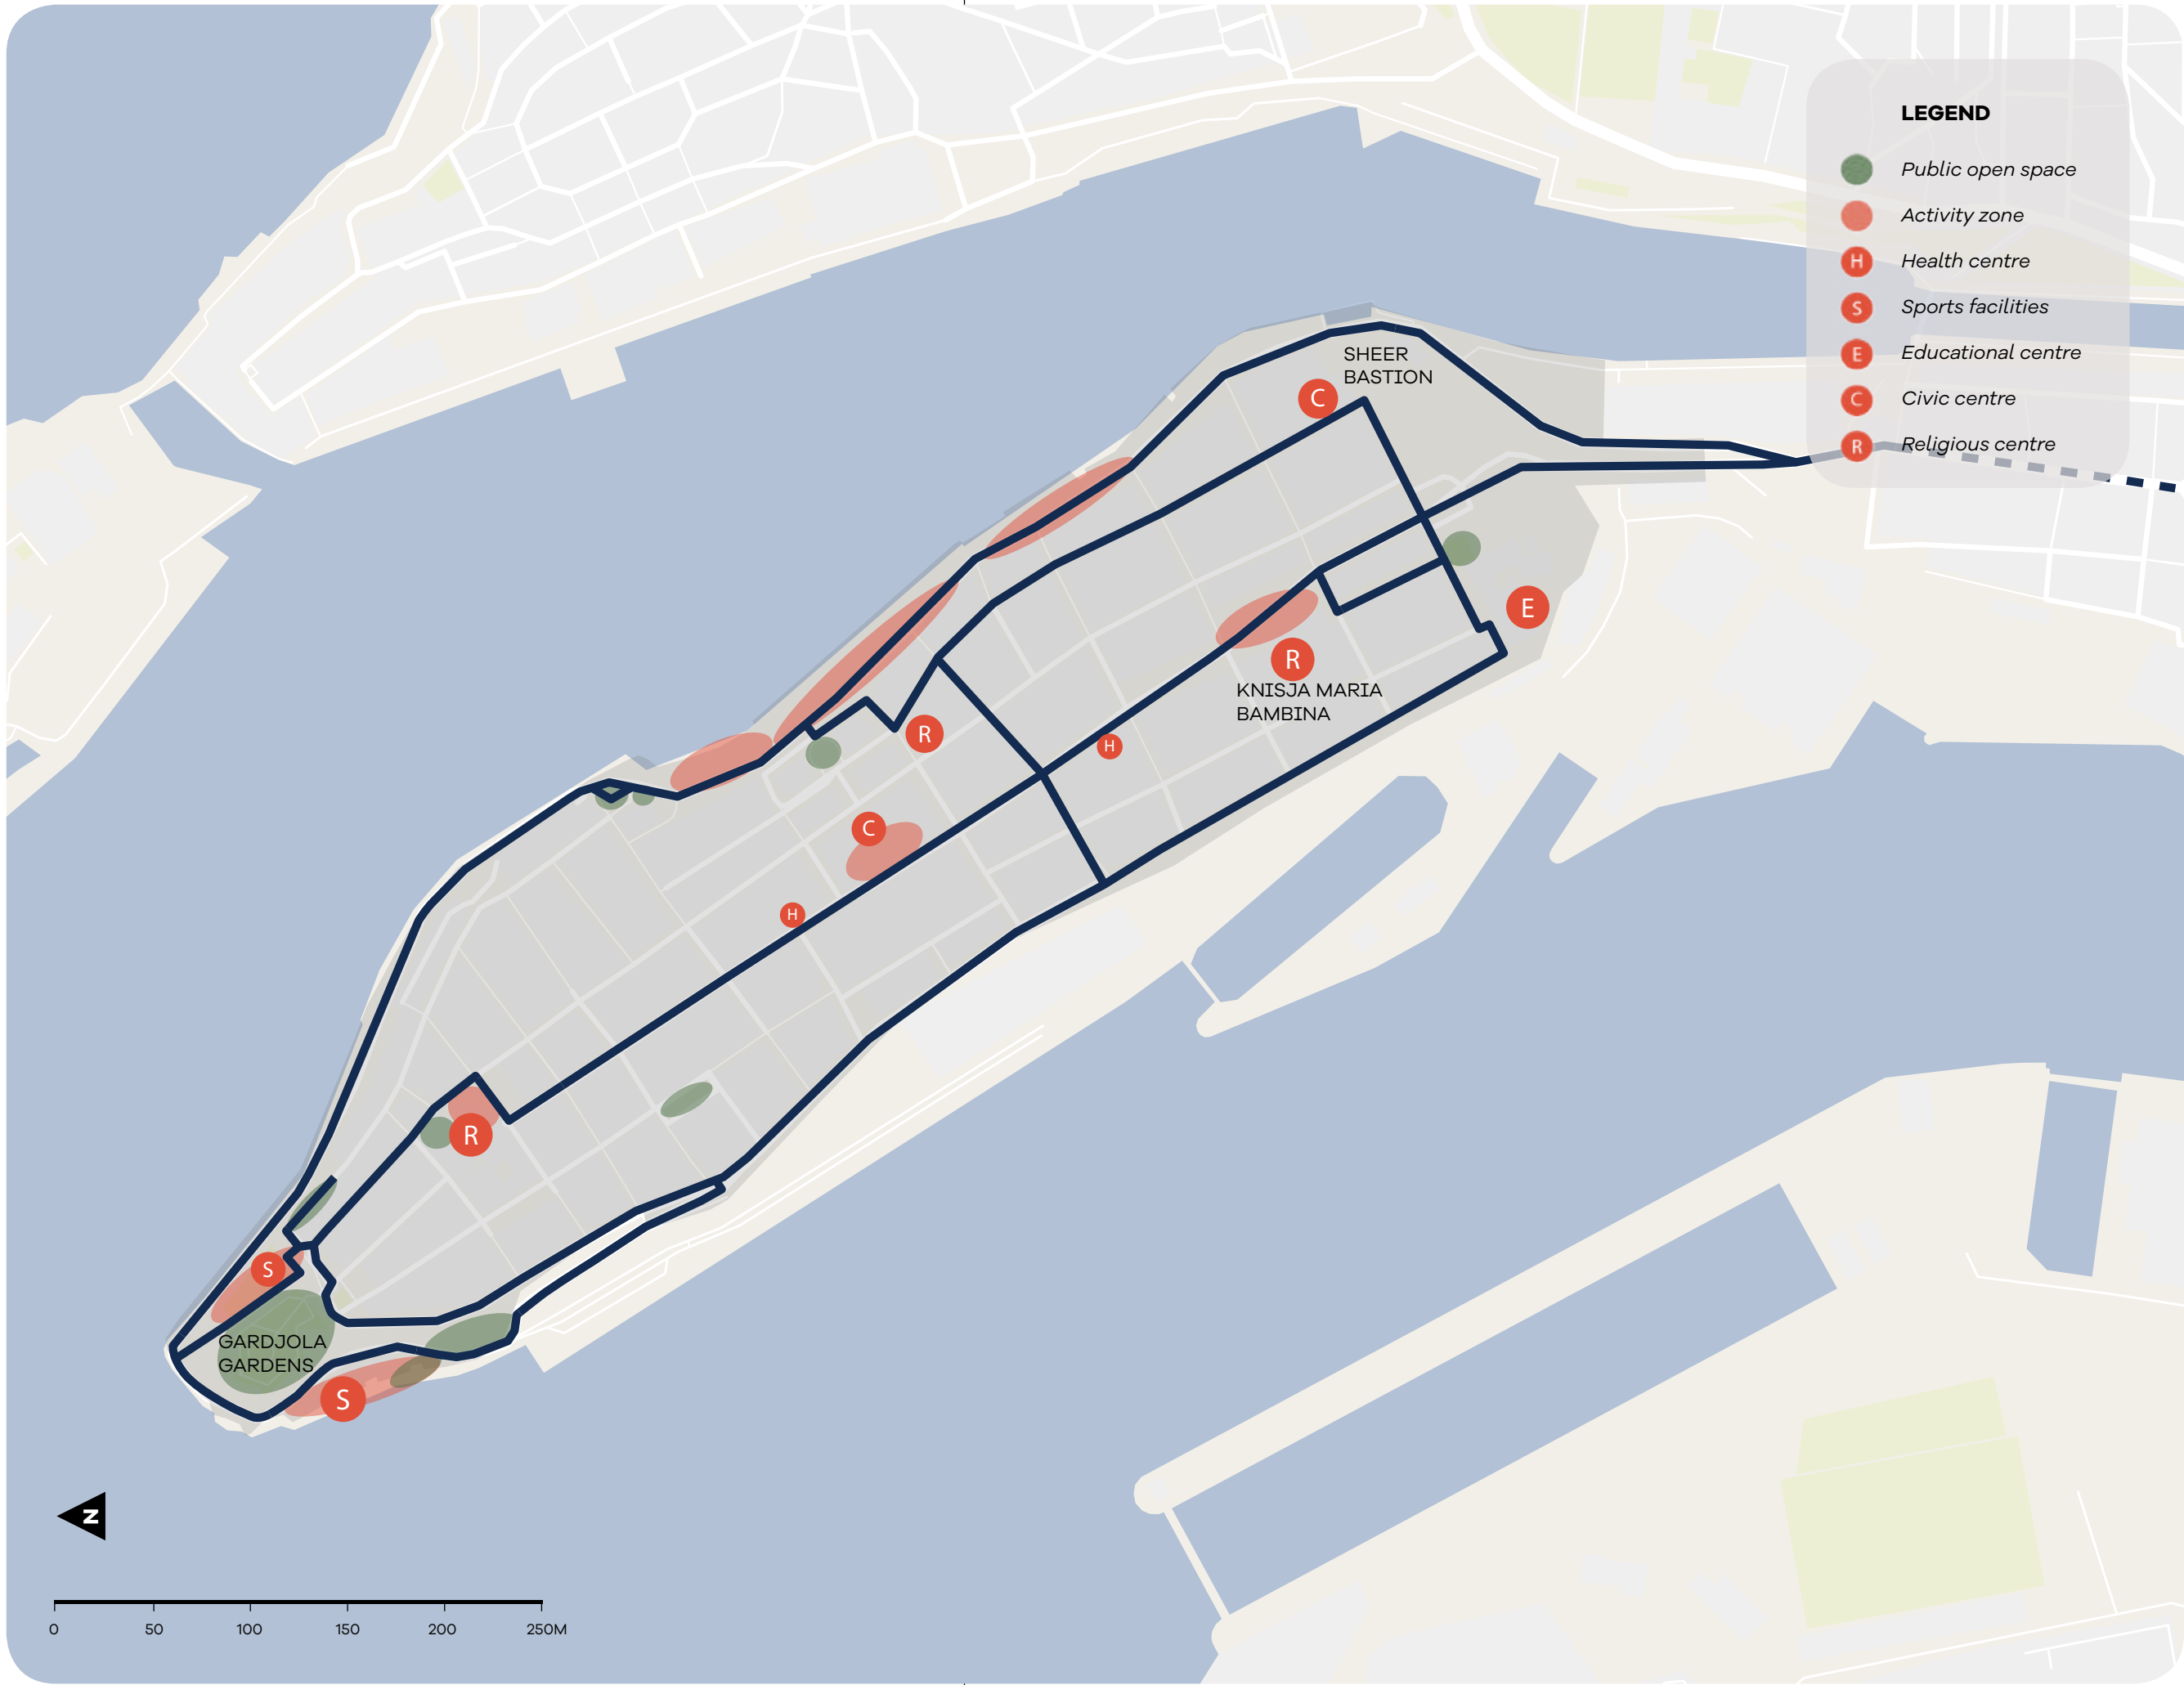 LEGEND
Public open space
Activity zone
H Health centre
S Sports facilities
E Educational centre
C Civic centre
R Religious centre
SHEER
BASTION
C
E
R
KNISJA MARIA
BAMBINA
R
H
C
H
R
S
GARDJOLA
GARDENS
S
N
0 50 100 150 200 250M